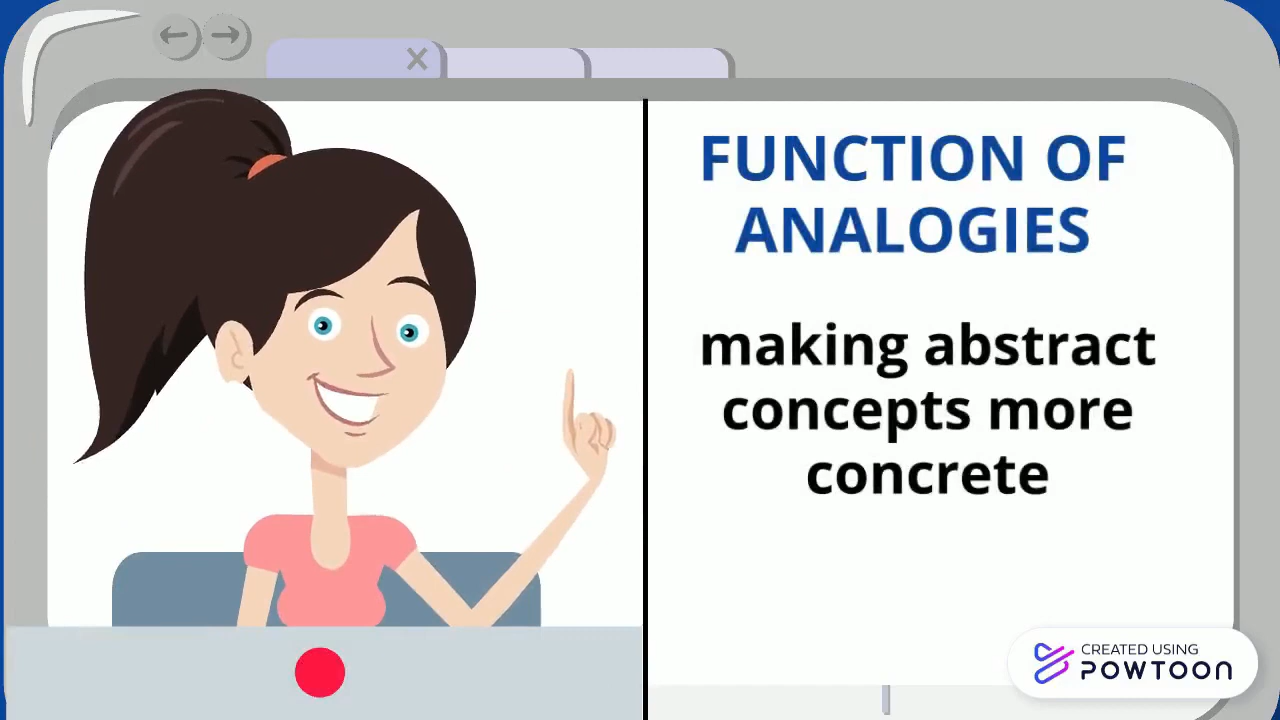 FUNCTION OF
ANALOGIES
making abstract
concepts more
concrete
CREATED USING
POWTOON